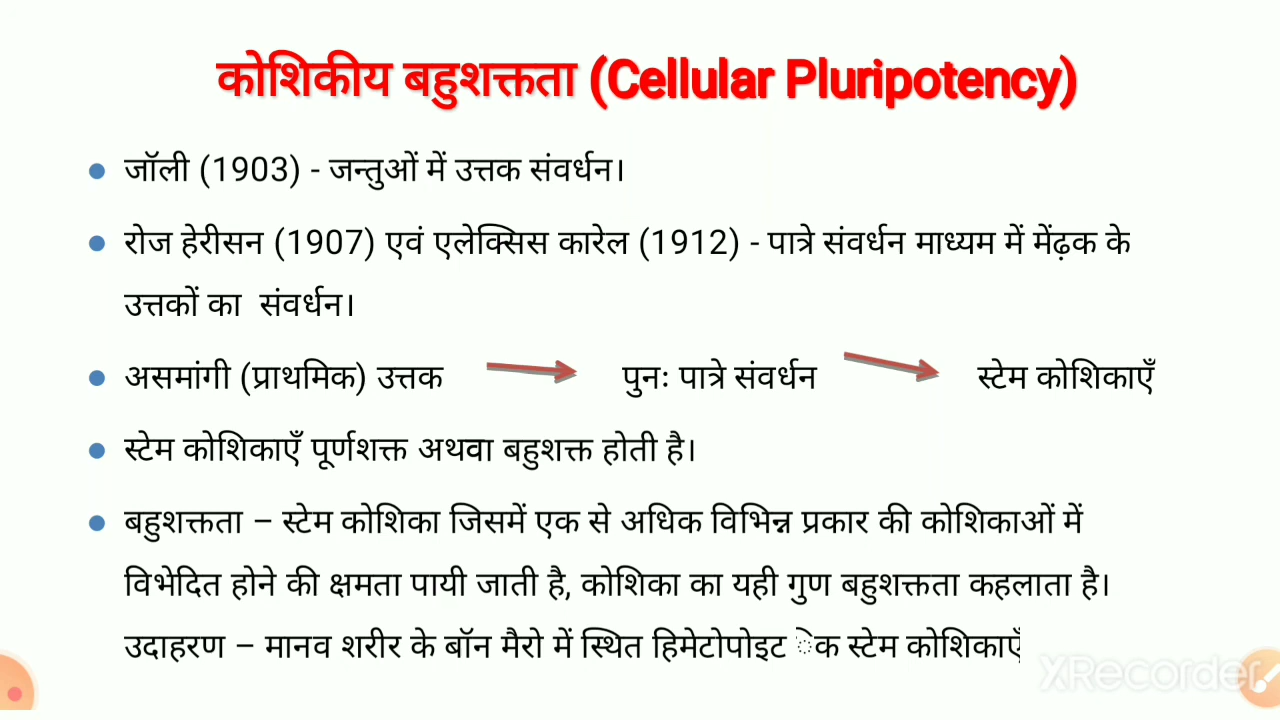 कोशिकीय बहुशक्तता (Cellular Pluripotency)
जॉली (1903) - जन्तुओं में उत्तक संवर्धन।
रोज हेरीसन (1907) एवं एलेक्सिस कारेल (1912) - पात्रे संवर्धन माध्यम में मेंढ़क के
उत्तकों का संवर्धन।
असमांगी (प्राथमिक) उत्तक पुनः पात्रे संवर्धन स्टेम कोशिकाएँ
स्टेम कोशिकाएँ पूर्णशक्त अथवा बहुशक्त होती है।
बहुशक्तता – स्टेम कोशिका जिसमें एक से अधिक विभिन्न प्रकार की कोशिकाओं में
विभेदित होने की क्षमता पायी जाती है, कोशिका का यही गुण बहुशक्तता कहलाता है।
उदाहरण – मानव शरीर के बॉन मैरो में स्थित हिमेटोपोइट ेक स्टेम कोशिकाएँ
XRecorder